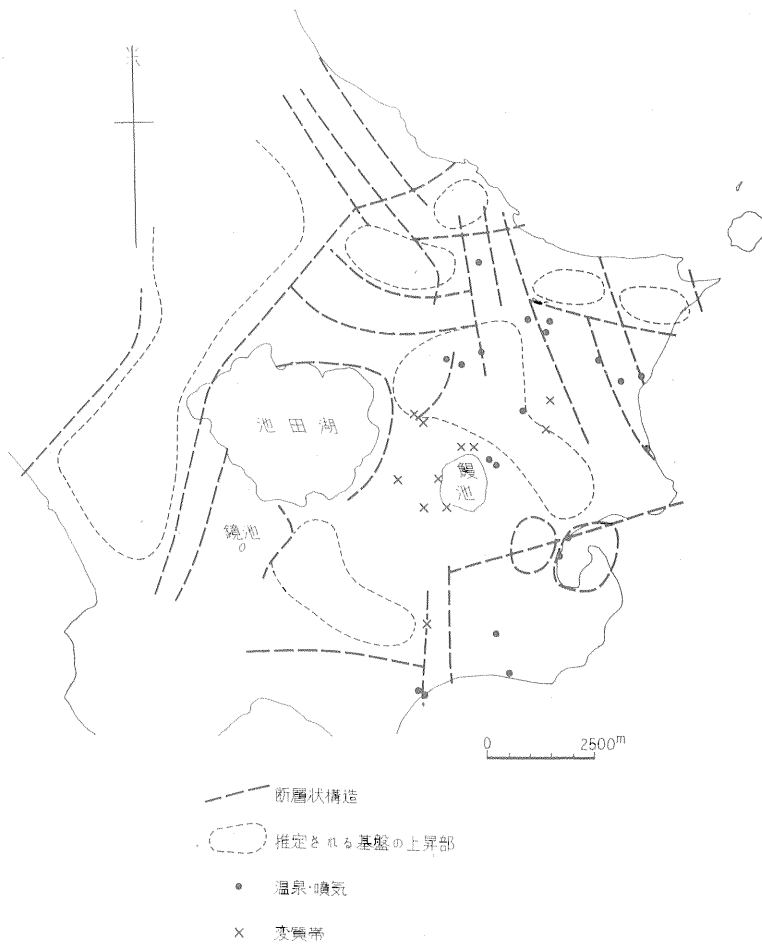 池田湖
鰻池
鏡池
0 2500m
断層状構造
推定される基盤の上昇部
温泉・噴気
変質帯